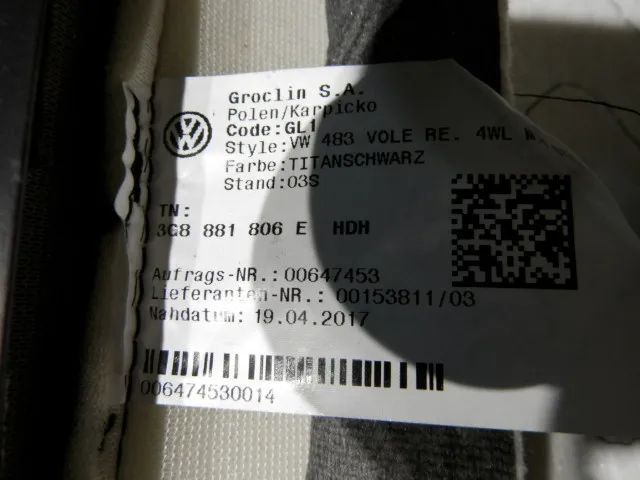 Groclin S.A.
Polen/Karpicko
Code:GL1
Style:VW 483 VOLE RE. 4WL
Farbe:TITANSCHWARZ
Stand:03S
TN:
3G8 881 806 E HDH
Aufrags-NR.:00647453
Lieferanten-NR.: 00153811/03
Nahdatum: 19.04.2017
006474530014